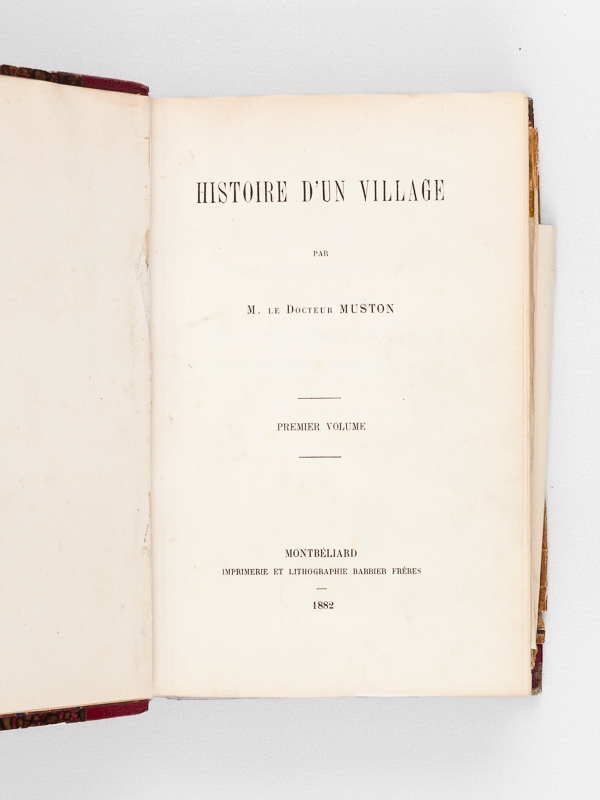 HISTOIRE D'UN VILLAGE
PAR
M. LE DOCTEUR MUSTON
PREMIER VOLUME
MONTBÉLIARD
IMPRIMERIE ET LITHOGRAPHIE BARBIER FRÈRES
1882